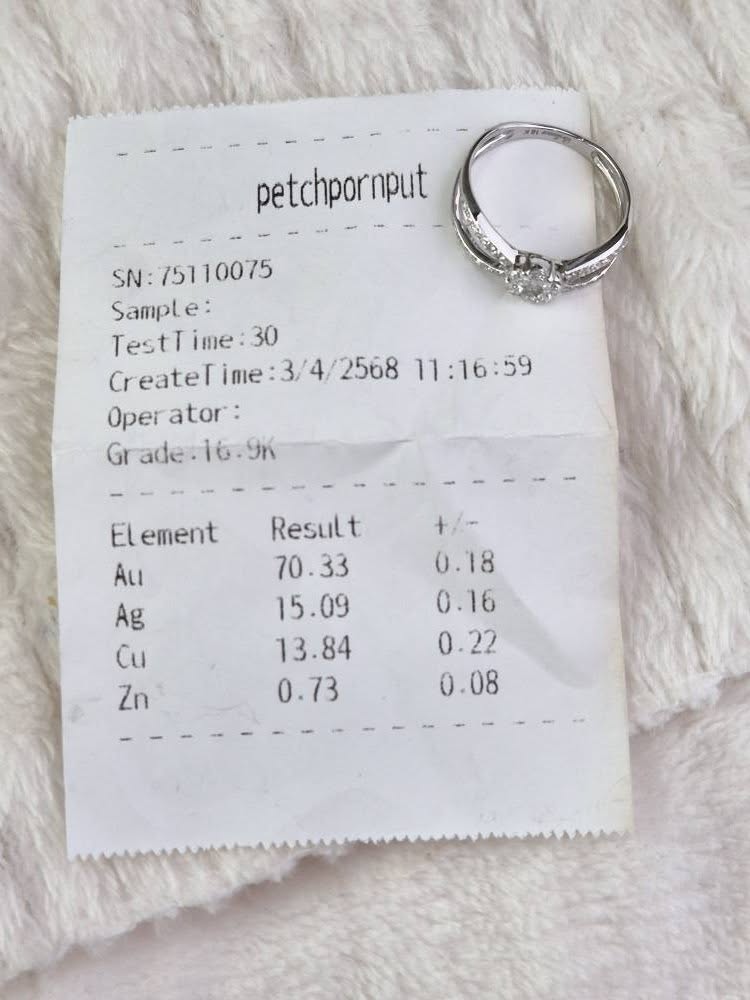 petchpornput
SN:75110075
Sample:
TestTime:30
CreateTime:3/4/2568 11:16:59
Operator:
Grade:16.9K
Element Result +/-
Au 70.33 0.18
Ag 15.09 0.16
Cu 13.84 0.22
Zn 0.73 0.08